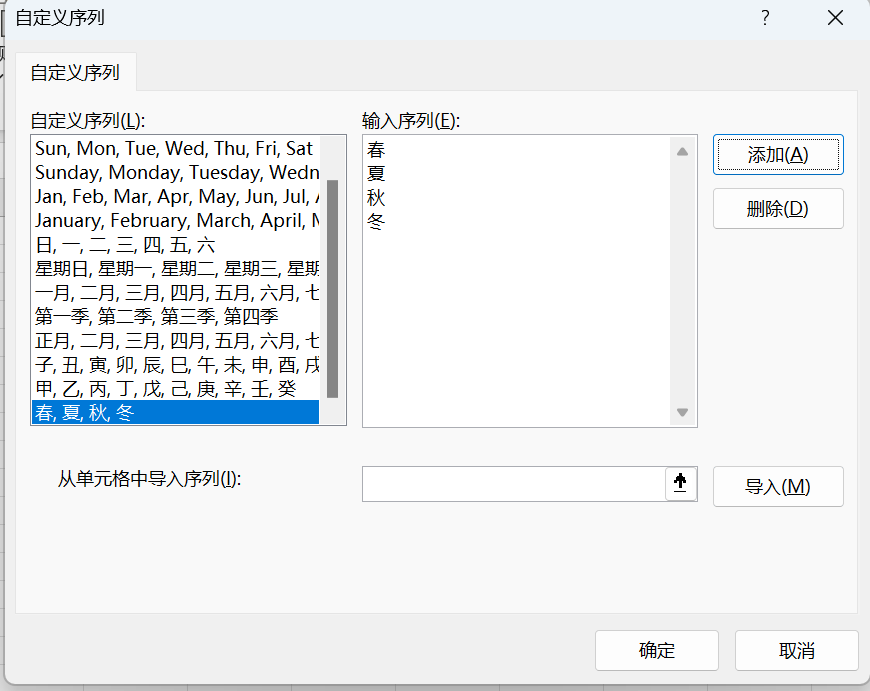 自定义序列
?
自定义序列
自定义序列(L):
Sun, Mon, Tue, Wed, Thu, Fri, Sat
Sunday, Monday, Tuesday, Wedn
Jan, Feb, Mar, Apr, May, Jun, Jul, A
January, February, March, April, M
日, 一, 二, 三, 四, 五, 六
星期日, 星期一, 星期二, 星期三, 星期
一月, 二月, 三月, 四月, 五月, 六月, 七
第一季, 第二季, 第三季, 第四季
正月, 二月, 三月, 四月, 五月, 六月, 七
子, 丑, 寅, 卯, 辰, 巳, 午, 未, 申, 酉, 戌
甲, 乙, 丙, 丁, 戊, 己, 庚, 辛, 壬, 癸
春, 夏, 秋, 冬
输入序列(E):
春
夏
秋
冬
添加(A)
删除(D)
从单元格中导入序列(I):
导入(M)
确定
取消